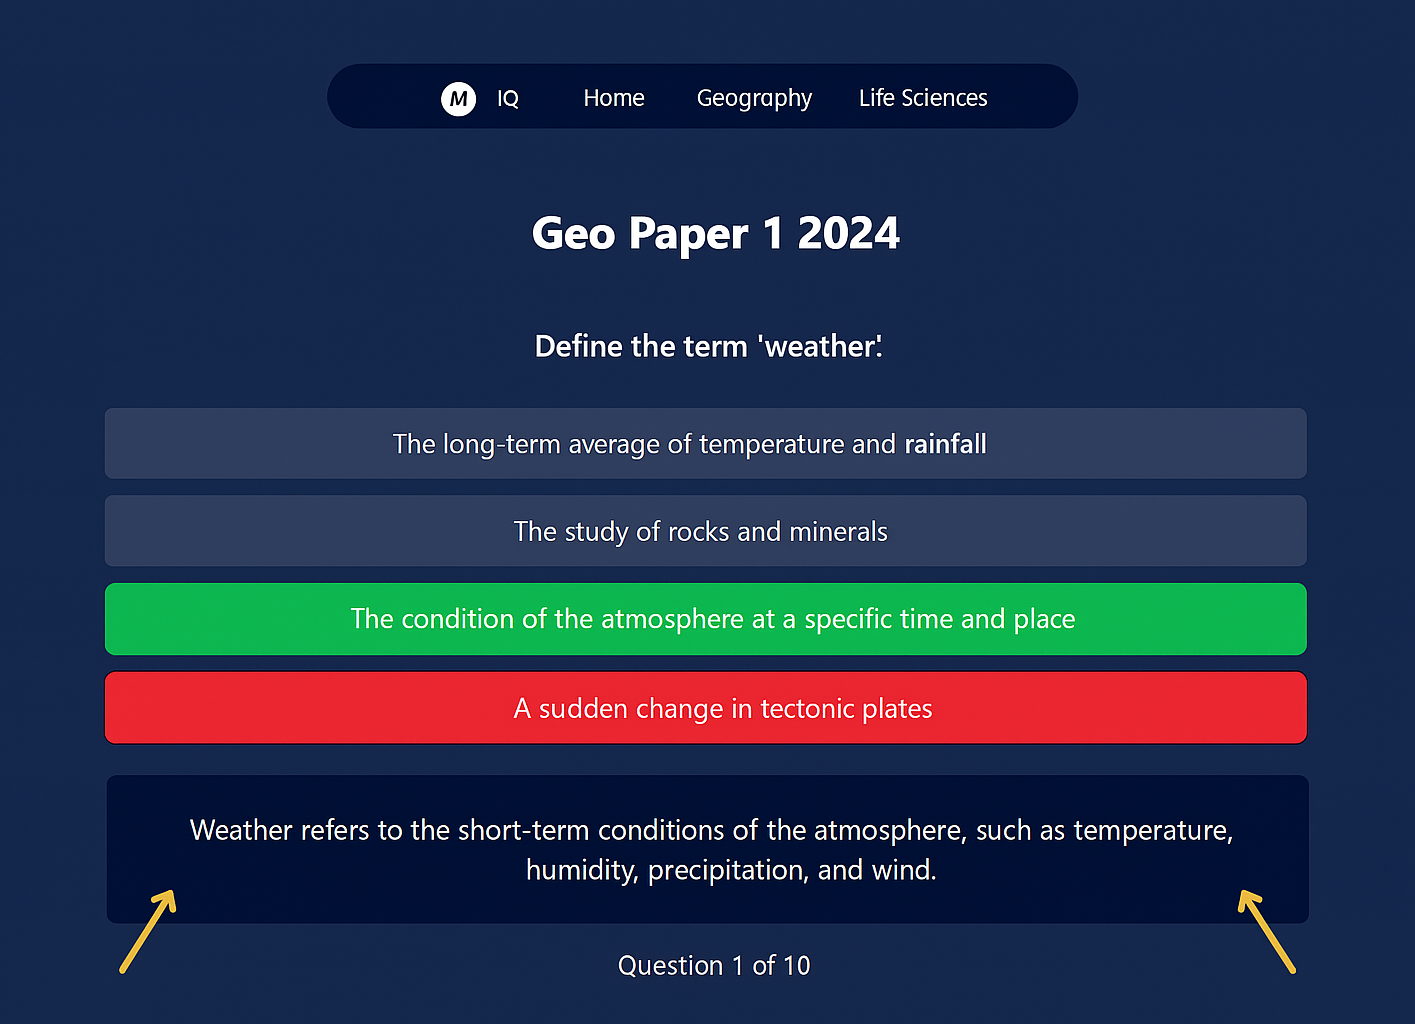 M IQ Home Geography Life Sciences
Geo Paper 1 2024
Define the term 'weather'.
The long-term average of temperature and rainfall
The study of rocks and minerals
The condition of the atmosphere at a specific time and place
A sudden change in tectonic plates
Weather refers to the short-term conditions of the atmosphere, such as temperature,
humidity, precipitation, and wind.
Question 1 of 10